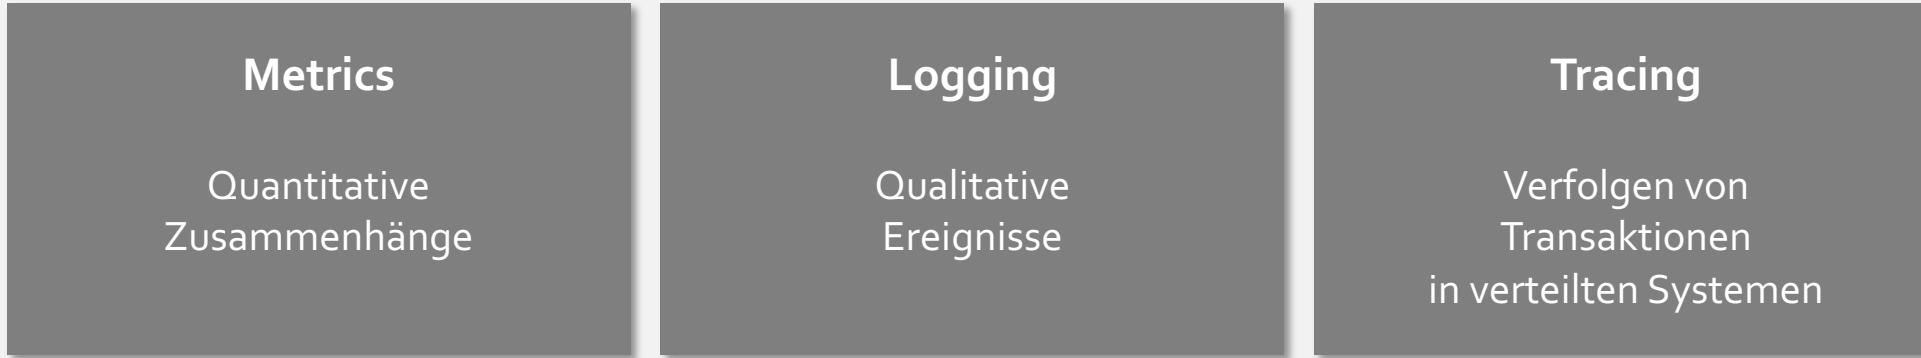 Metrics
Quantitative
Zusammenhänge
Logging
Qualitative
Ereignisse
Tracing
Verfolgen von
Transaktionen
in verteilten Systemen